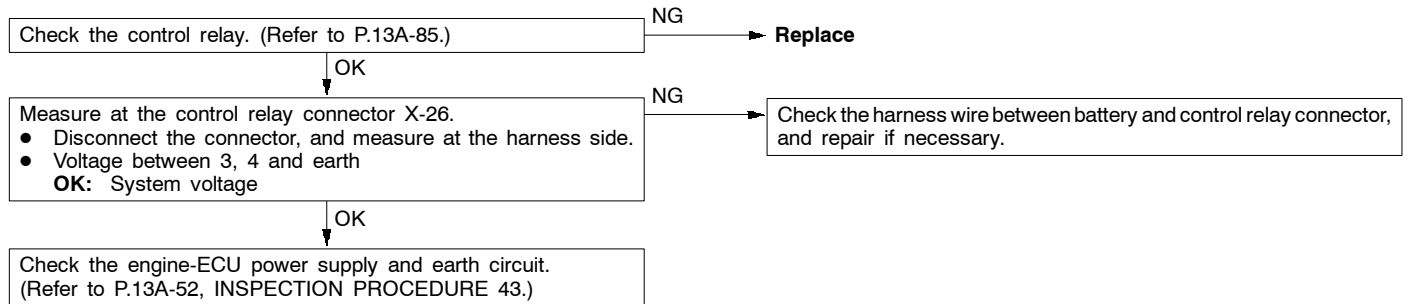 Check the control relay. (Refer to P.13A-85.)
NG
Replace
OK
Measure at the control relay connector X-26.
● Disconnect the connector, and measure at the harness side.
● Voltage between 3, 4 and earth
OK: System voltage
NG
Check the harness wire between battery and control relay connector,
and repair if necessary.
OK
Check the engine-ECU power supply and earth circuit.
(Refer to P.13A-52, INSPECTION PROCEDURE 43.)